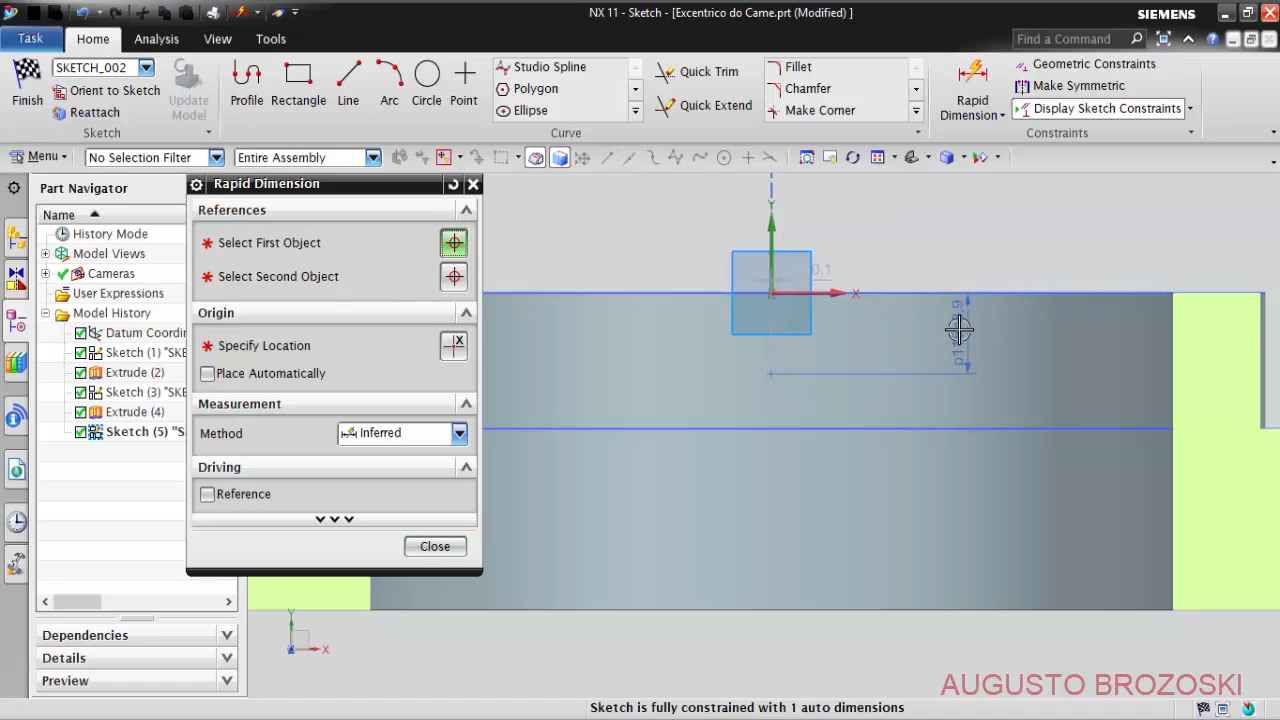 NX 11 - Sketch - [Excentrico do Came.prt (Modified) ]
SIEMENS
Task
Home
Analysis
View
Tools
Find a Command
Finish
SKETCH_002
Orient to Sketch
Reattach
Update
Model
Profile
Rectangle
Line
Arc
Circle
Point
Studio Spline
Polygon
Ellipse
Quick Trim
Quick Extend
Fillet
Chamfer
Make Corner
Rapid
Dimension
Geometric Constraints
Make Symmetric
Display Sketch Constraints
Sketch
Curve
Constraints
Menu
No Selection Filter
Entire Assembly
Part Navigator
Name
History Mode
Model Views
Cameras
User Expressions
Model History
Datum Coordin
Sketch (1) "SKE
Extrude (2)
Sketch (3) "SKE
Extrude (4)
Sketch (5) "S
Dependencies
Details
Preview
Rapid Dimension
References
Select First Object
Select Second Object
Origin
Specify Location
Place Automatically
Measurement
Method
Inferred
Driving
Reference
Close
Y
X
0,1
Y
X
AUGUSTO BROZOSKI
Sketch is fully constrained with 1 auto dimensions